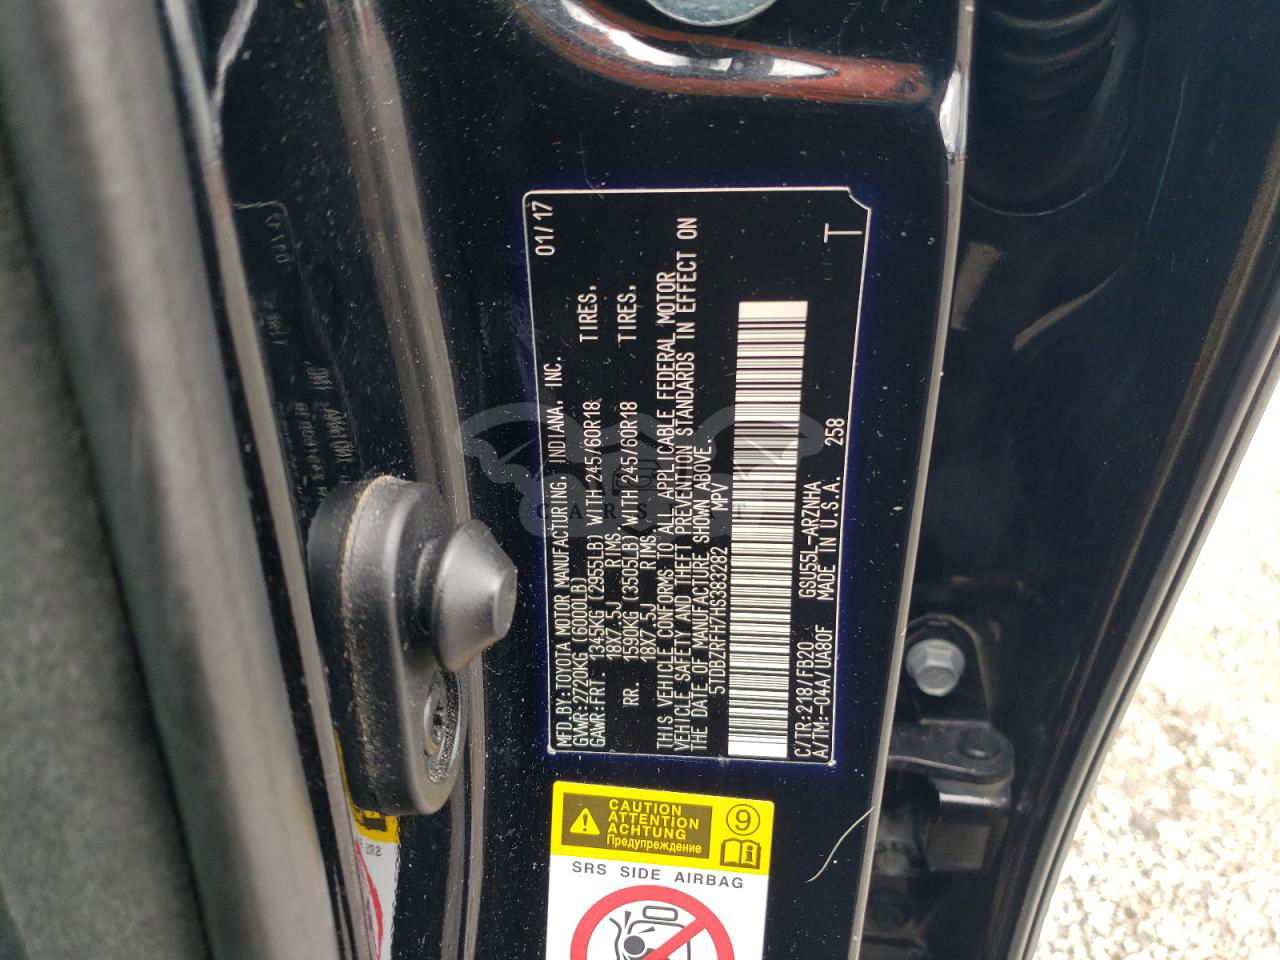 MFD.BY:TOYOTA MOTOR MANUFACTURING, INDIANA, INC. 01/17
GVWR:2720KG(6000LB)
GAWR:FRT. 1345KG(2955LB)WITH 245/60R18 TIRES,
18X7.5J RIMS,
RR. 1590KG(3505LB)WITH 245/60R18 TIRES,
18X7.5J RIMS,
THIS VEHICLE CONFORMS TO ALL APPLICABLE FEDERAL MOTOR
VEHICLE SAFETY AND THEFT PREVENTION STANDARDS IN EFFECT ON
THE DATE OF MANUFACTURE SHOWN ABOVE.
5TDBZRFH7HS383282 MPV
C/TR:218/FB20 GSU55L-ARZNHA
A/TM:-04A/UA80F MADE IN U.S.A. 258
T
CAUTION
ATTENTION
ACHTUNG
Предупреждение
9
SRS SIDE AIRBAG